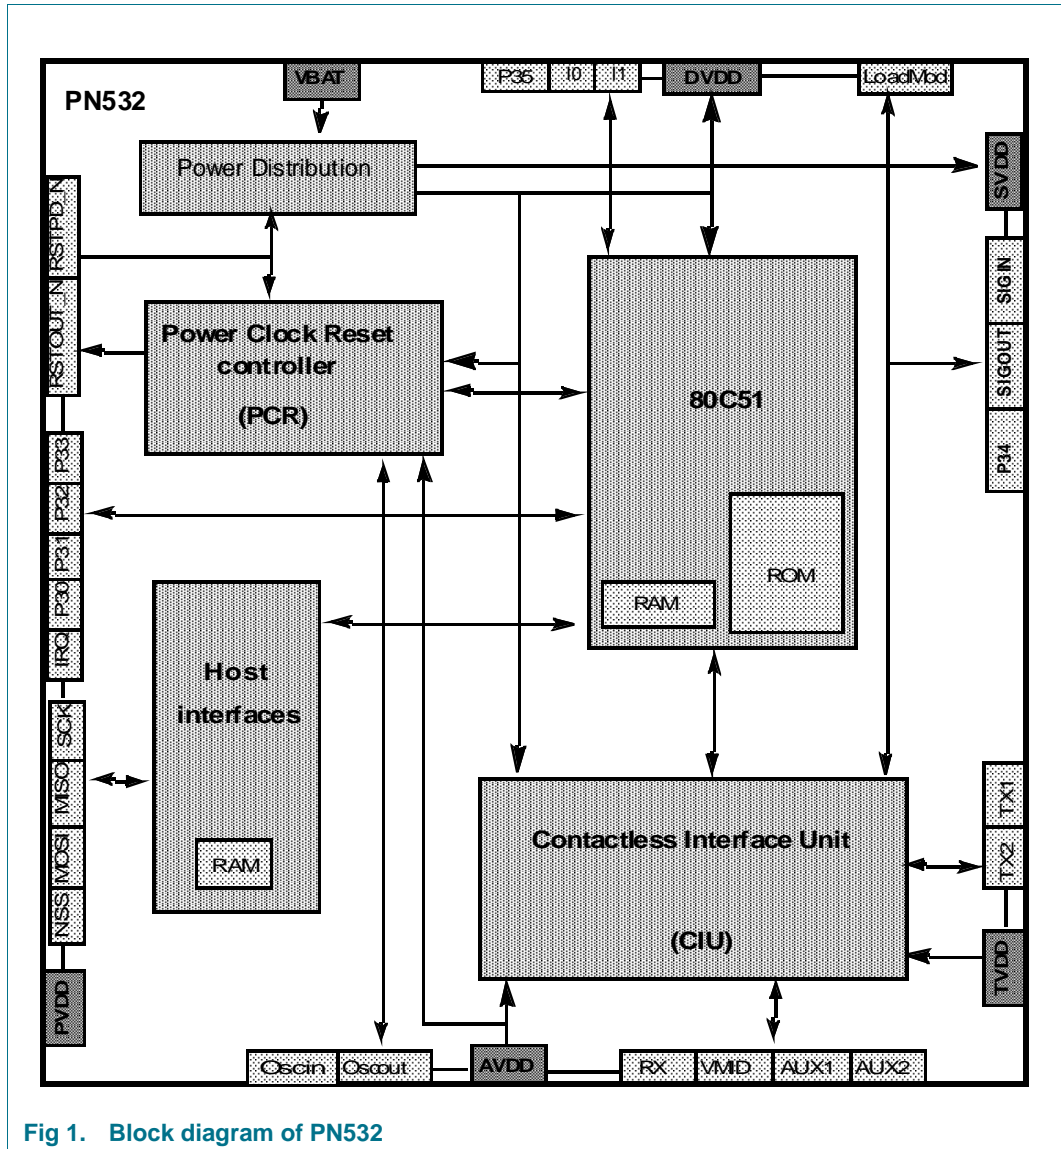 VBAT
P35
I0
I1
DVDD
LoadMod
PN532
Power Distribution
SVDD
RSTPD_N
SIGIN
RSTOUT_N
Power Clock Reset
controller
(PCR)
SIGOUT
80C51
P34
P33
P32
P31
P30
IRQ
ROM
RAM
Host
interfaces
SCK
MISO
MOSI
NSS
RAM
TX1
TX2
Contactless Interface Unit
(CIU)
TVDD
PVDD
Oscin
Oscout
AVDD
RX
VMID
AUX1
AUX2
Fig 1. Block diagram of PN532